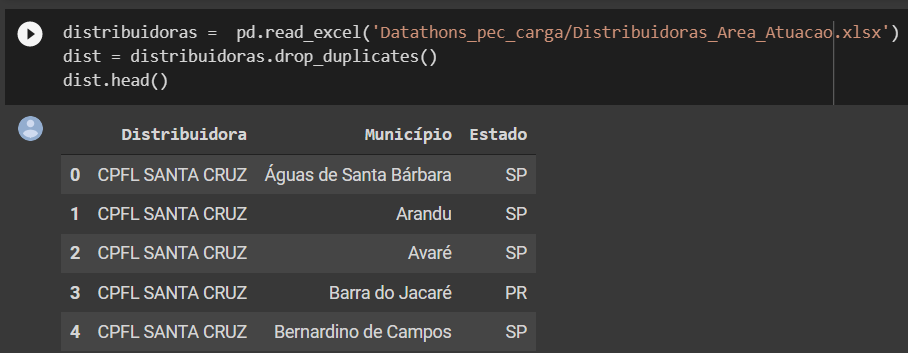 distribuidoras =  pd.read_excel('Datathons_pec_carga/Distribuidoras_Area_Atuacao.xlsx')
dist = distribuidoras.drop_duplicates()
dist.head()
Distribuidora Município Estado
0 CPFL SANTA CRUZ Águas de Santa Bárbara SP
1 CPFL SANTA CRUZ Arandu SP
2 CPFL SANTA CRUZ Avaré SP
3 CPFL SANTA CRUZ Barra do Jacaré PR
4 CPFL SANTA CRUZ Bernardino de Campos SP